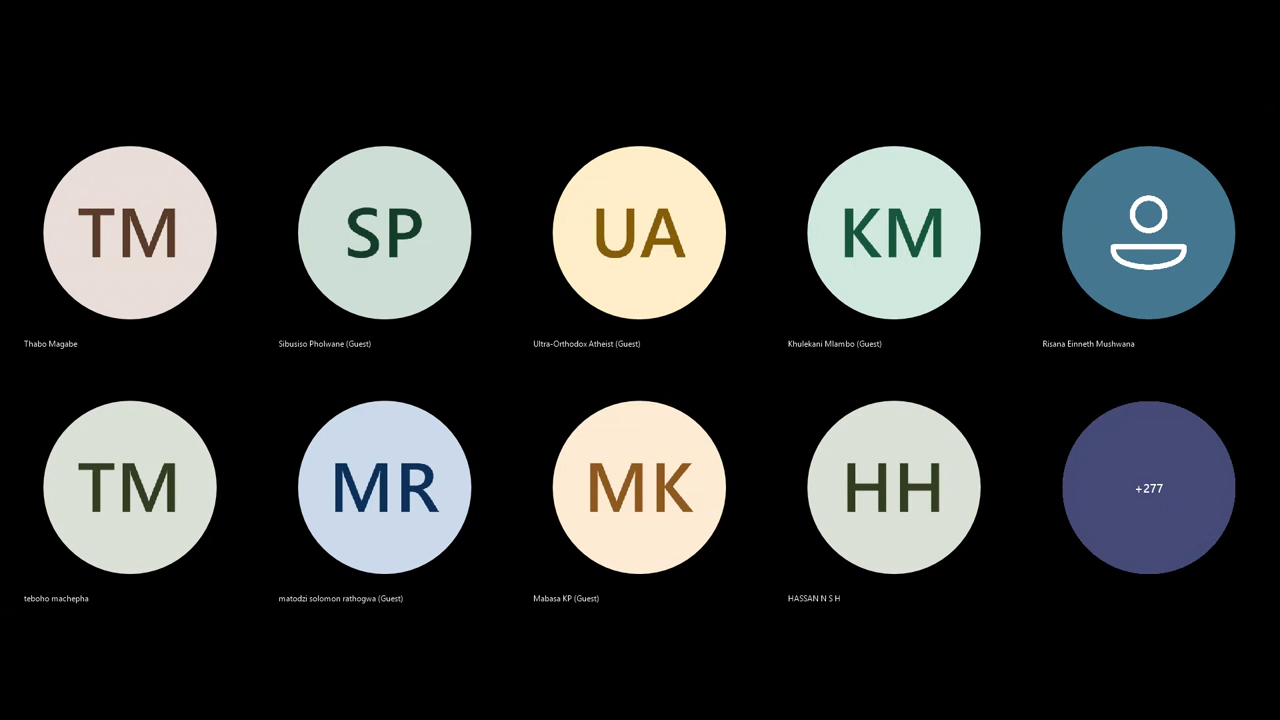 TM
SP
UA
KM
Thabo Magabe
Sibusiso Pholwane (Guest)
Ultra-Orthodox Atheist (Guest)
Khulekani Mlambo (Guest)
Risana Einneth Mushwana
TM
MR
MK
HH
+277
teboho machepha
matodzi solomon rathogwa (Guest)
Mabasa KP (Guest)
HASSAN N S H